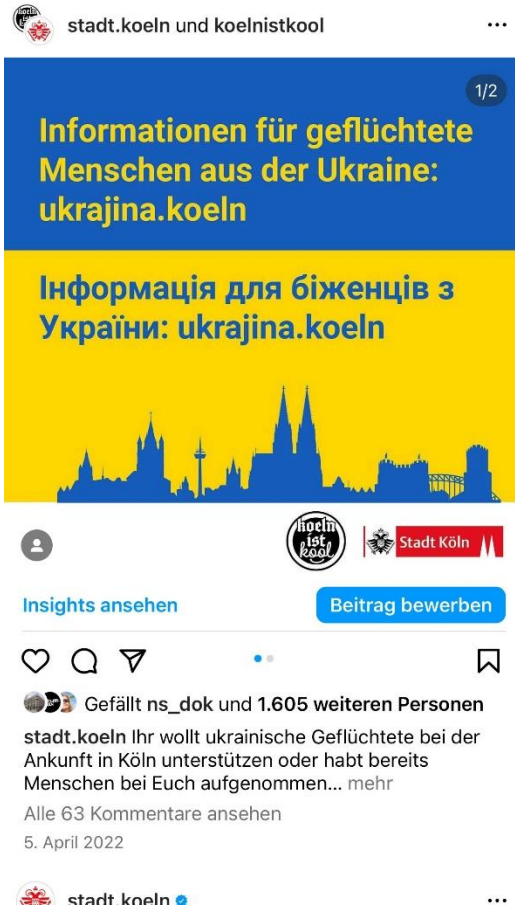 stadt.koeln und koelnistkool
1/2
Informationen für geflüchtete
Menschen aus der Ukraine:
ukrajina.koeln
Інформація для біженців з
України: ukrajina.koeln
koeln
ist
kool
Stadt Köln
Insights ansehen
Beitrag bewerben
Gefällt ns_dok und 1.605 weiteren Personen
stadt.koeln Ihr wollt ukrainische Geflüchtete bei der
Ankunft in Köln unterstützen oder habt bereits
Menschen bei Euch aufgenommen... mehr
Alle 63 Kommentare ansehen
5. April 2022
stadt.koeln